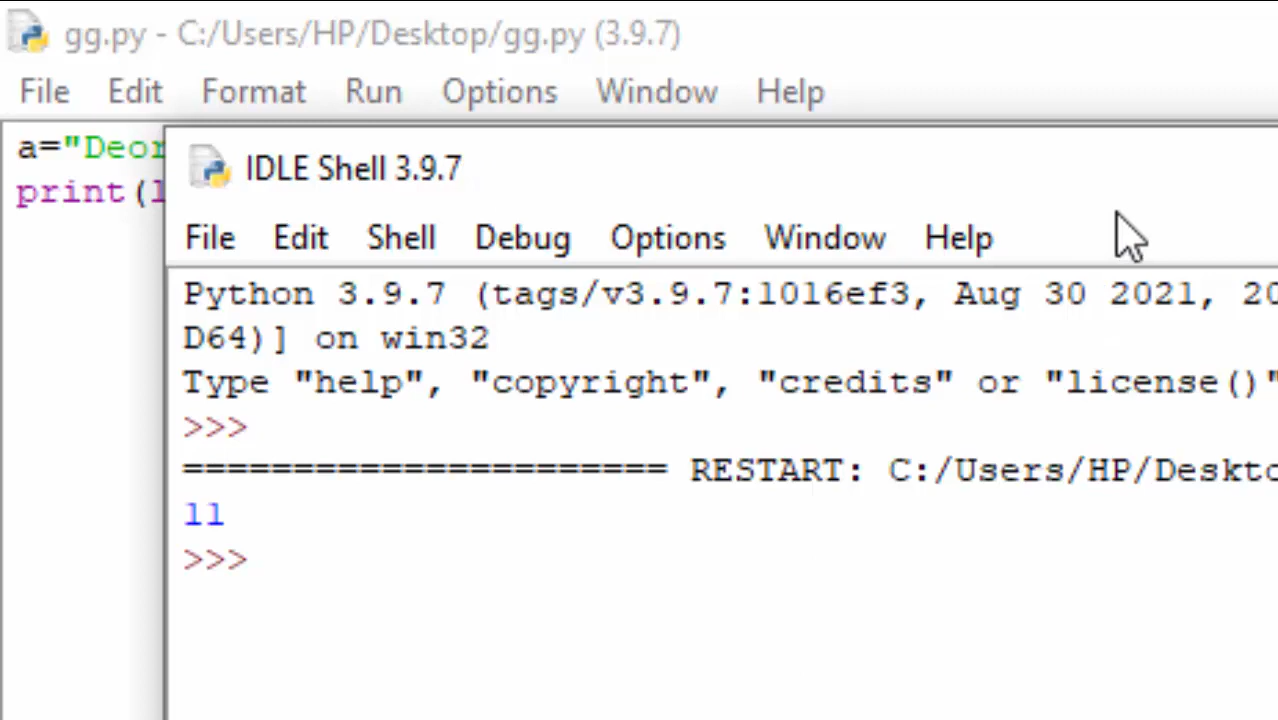 gg.py - C:/Users/HP/Desktop/gg.py (3.9.7)
File Edit Format Run Options Window Help
a="Deor
print(l
IDLE Shell 3.9.7
File Edit Shell Debug Options Window Help
Python 3.9.7 (tags/v3.9.7:1016ef3, Aug 30 2021, 20
D64)] on win32
Type "help", "copyright", "credits" or "license()"
>>>
====================== RESTART: C:/Users/HP/Deskto
11
>>>